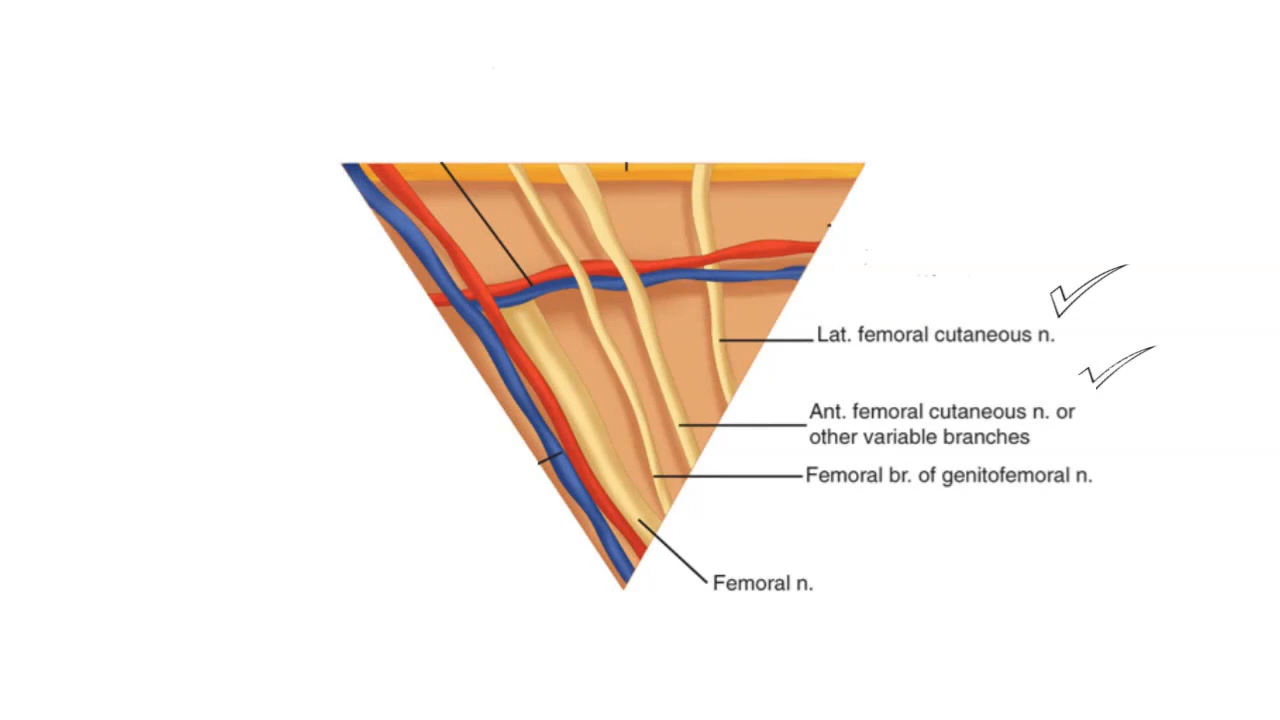 Lat. femoral cutaneous n.
Ant. femoral cutaneous n. or
other variable branches
Femoral br. of genitofemoral n.
Femoral n.